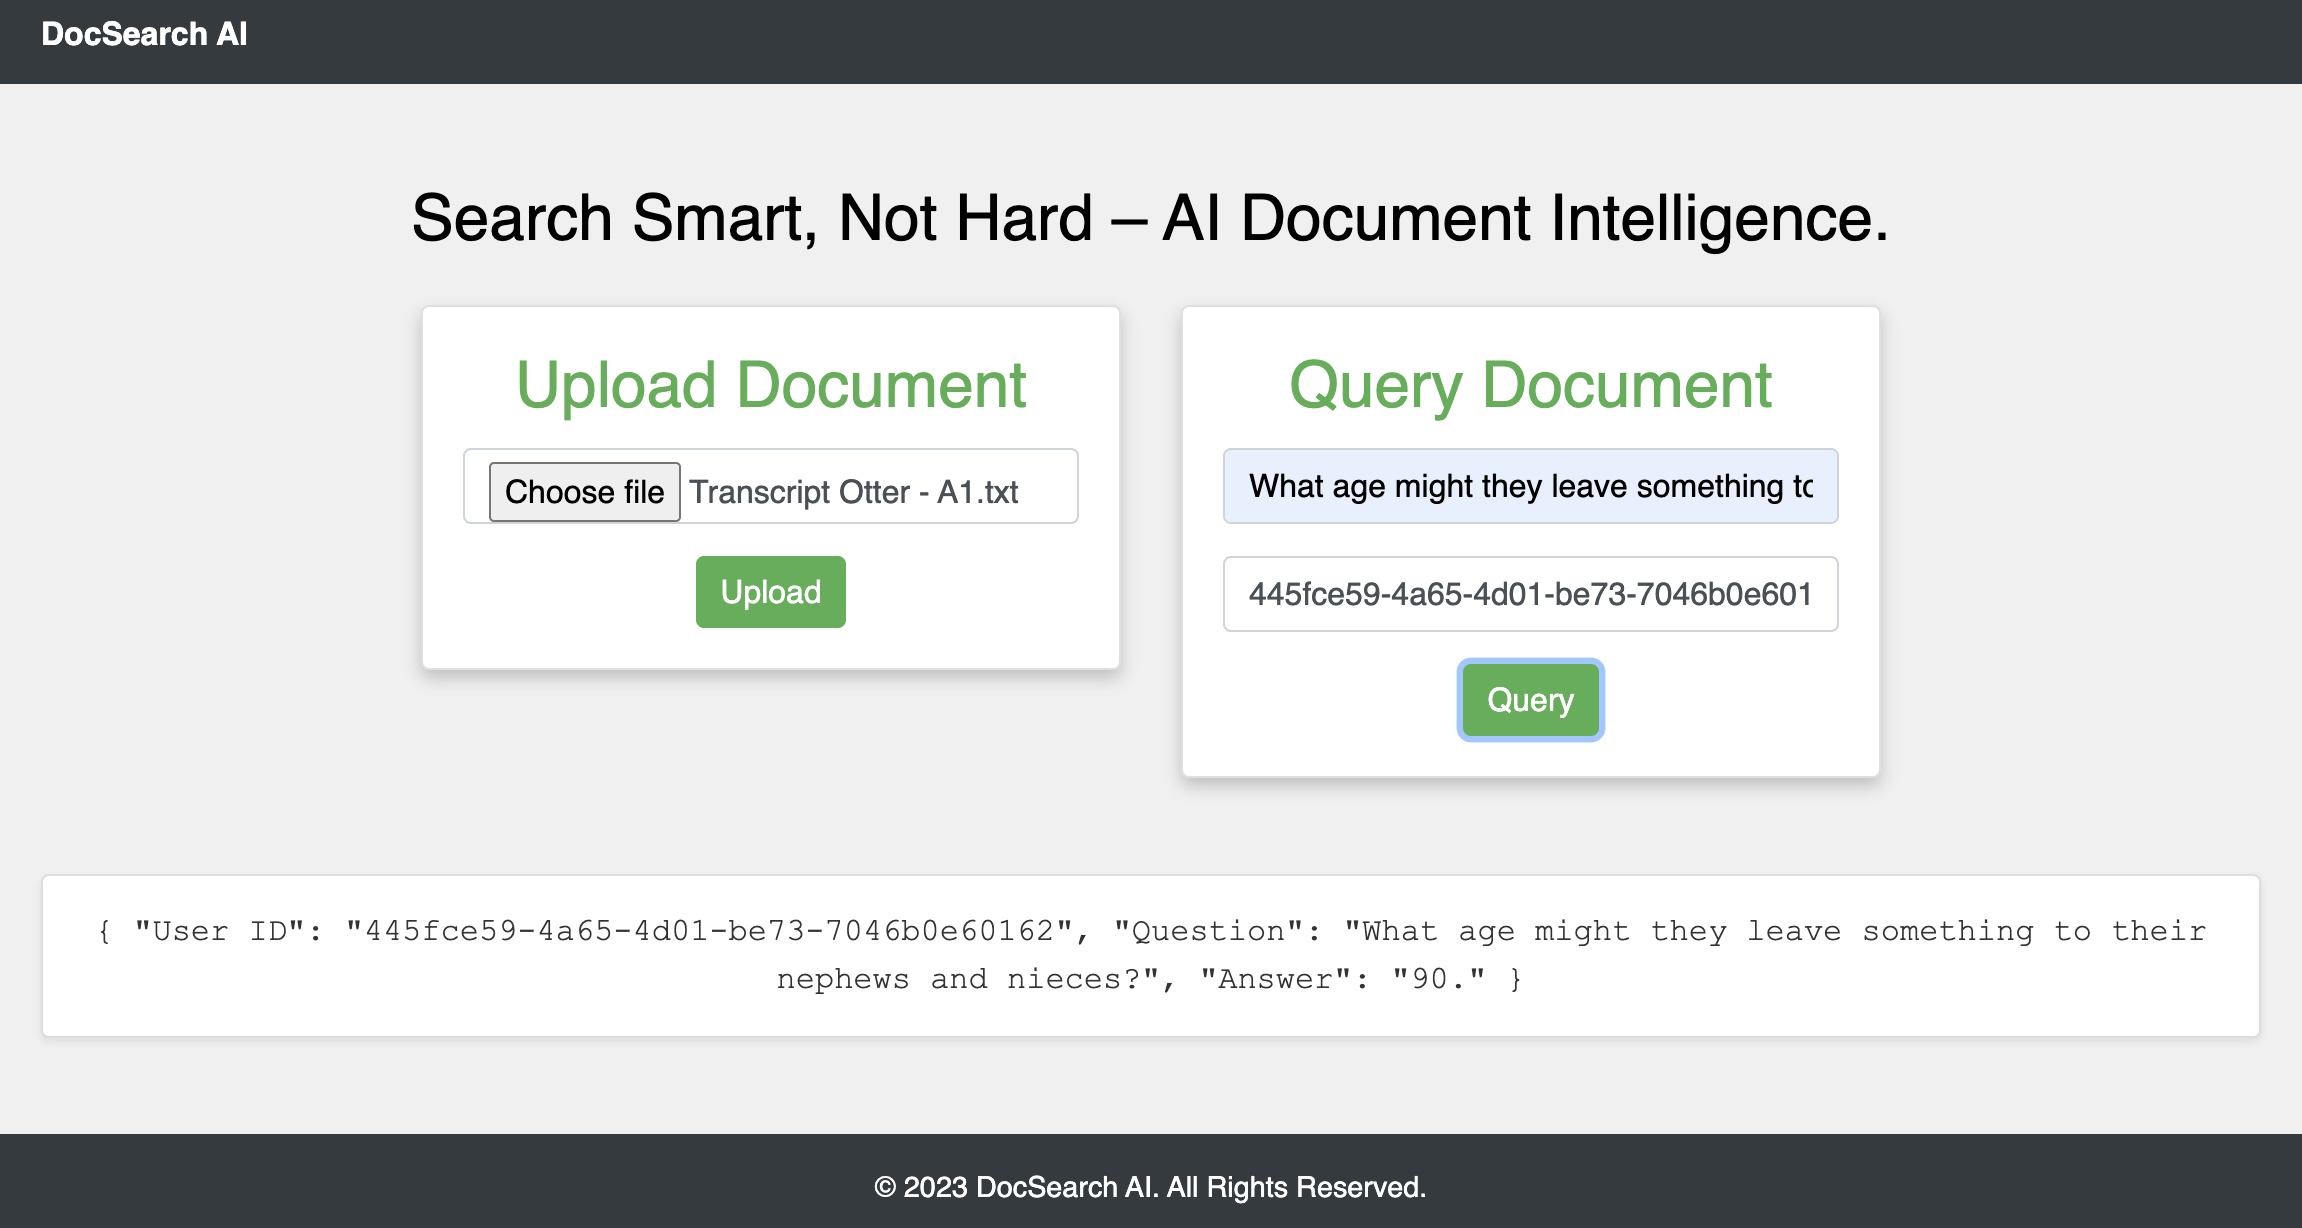 DocSearch AI
Search Smart, Not Hard – AI Document Intelligence.
Upload Document
Choose file Transcript Otter - A1.txt
Upload
Query Document
What age might they leave something to
445fce59-4a65-4d01-be73-7046b0e601
Query
{ "User ID": "445fce59-4a65-4d01-be73-7046b0e60162", "Question": "What age might they leave something to their
nephews and nieces?", "Answer": "90." }
© 2023 DocSearch AI. All Rights Reserved.